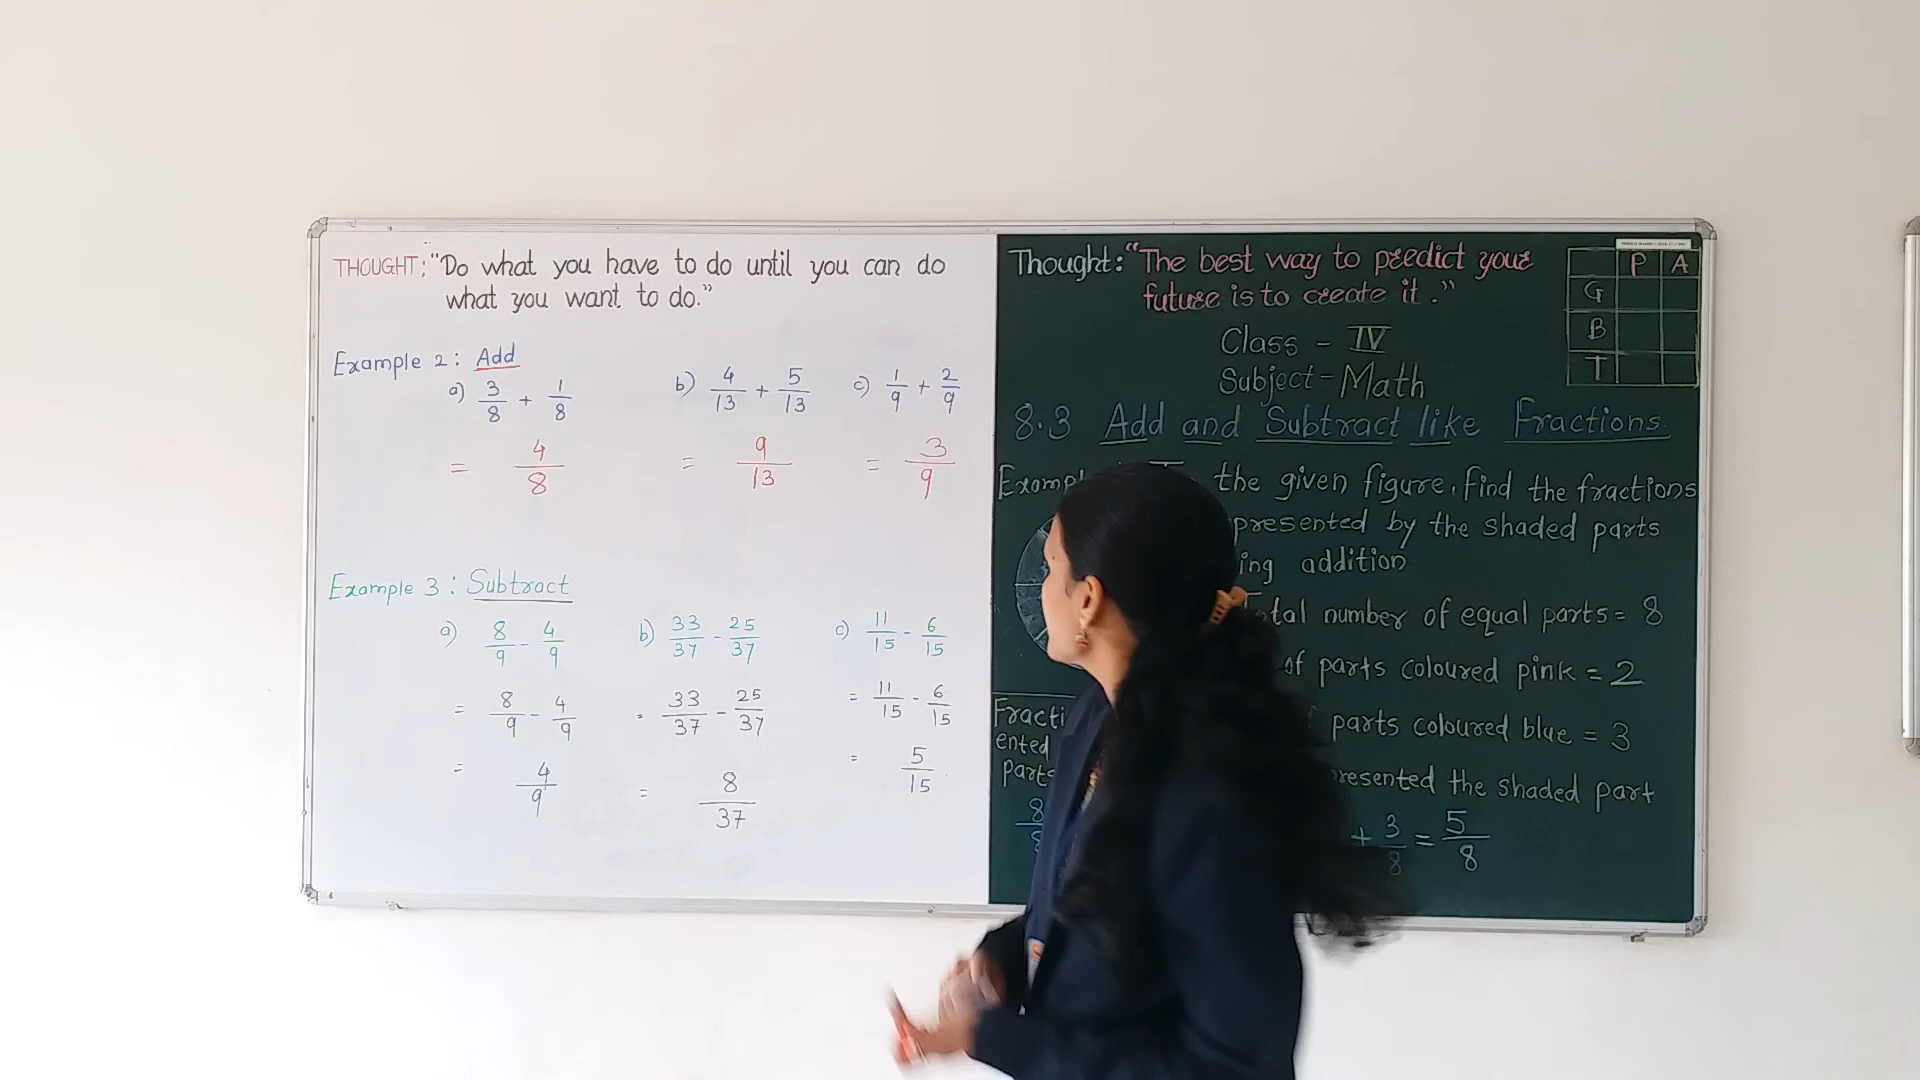 THOUGHT: "Do what you have to do until you can do
what you want to do."
Example 2: Add
a) 3/8 + 1/8 b) 4/13 + 5/13 c) 1/9 + 2/9
= 4/8 = 9/13 = 3/9
Example 3: Subtract
a) 8/9 - 4/9 b) 33/37 - 25/37 c) 11/15 - 6/15
= 8/9 - 4/9 = 33/37 - 25/37 = 11/15 - 6/15
= 4/9 = 8/37 = 5/15
Thought: "The best way to predict your
future is to create it."
P A
G
B
T
Class - IV
Subject - Math
8.3 Add and Subtract like Fractions.
the given figure, find the fractions
by the shaded parts
addition
number of equal parts = 8
of parts coloured pink = 2
parts coloured blue = 3
the shaded part
+ 3/8 = 5/8